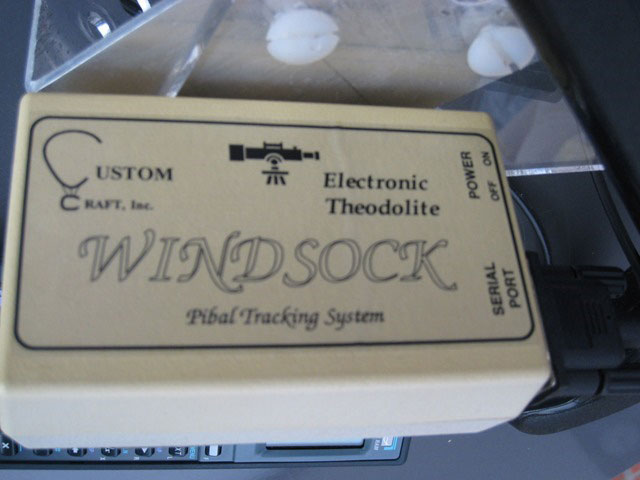 CUSTOM
CRAFT, Inc.
Electronic
Theodolite
WINDSOCK
Pibal Tracking System
POWER
OFF ON
SERIAL
PORT